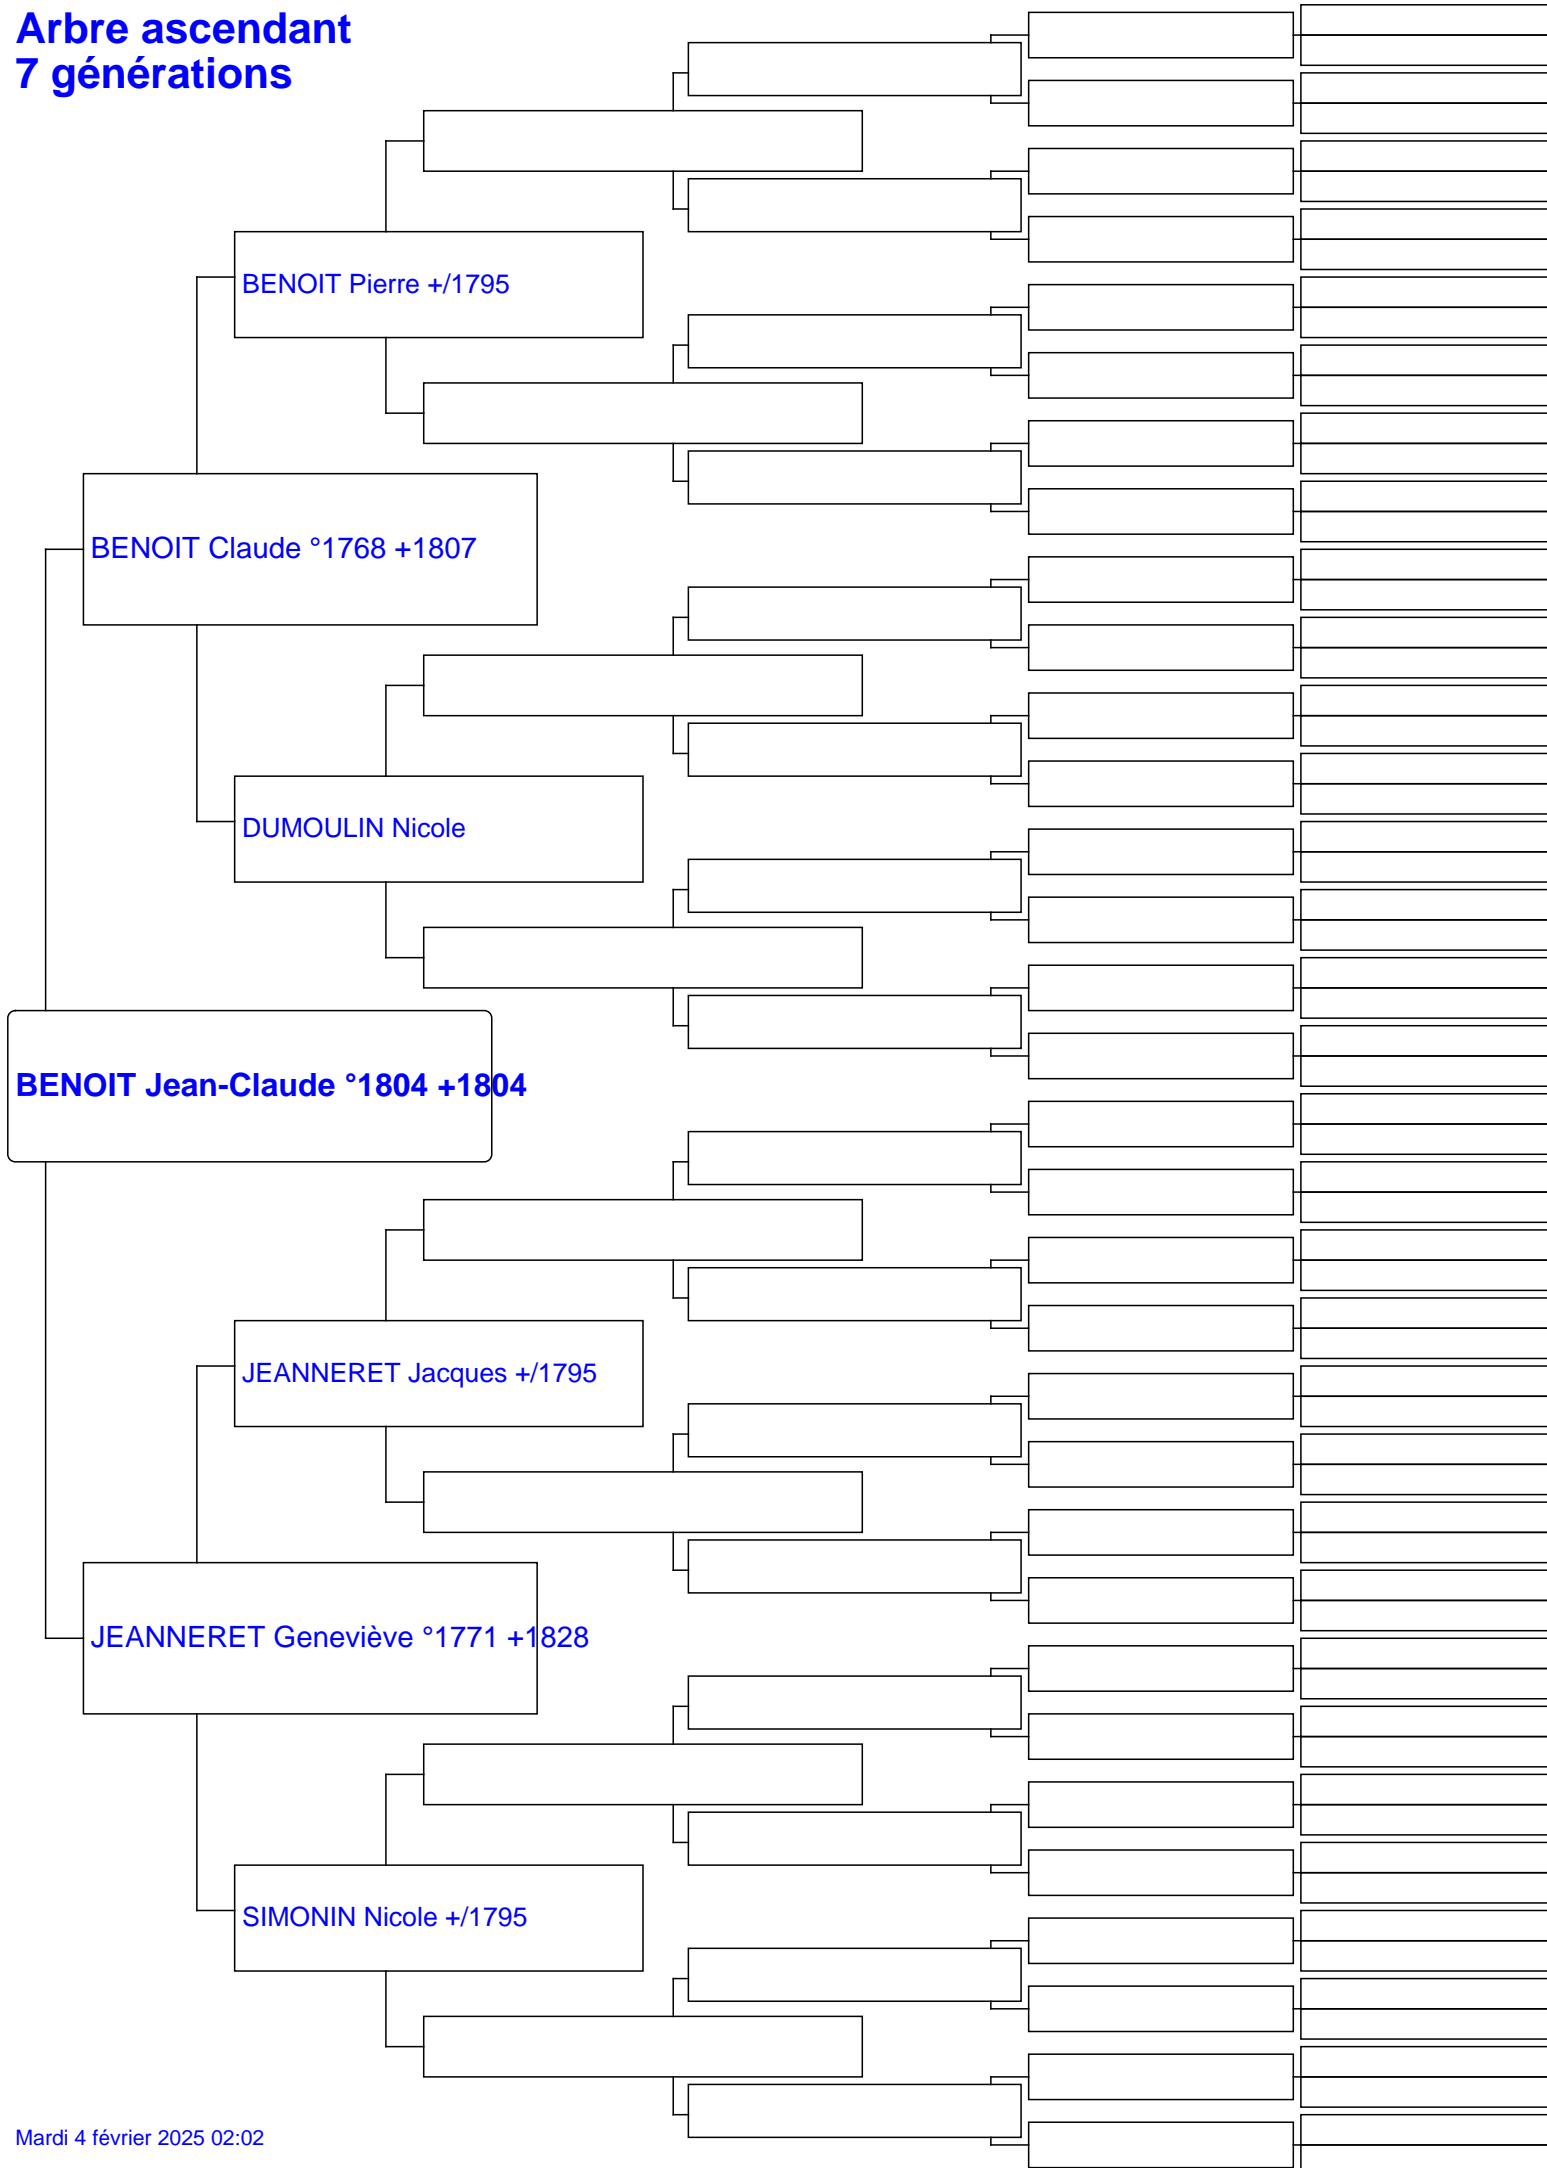 Arbre ascendant
7 générations
BENOIT Pierre +/1795
BENOIT Claude °1768 +1807
DUMOULIN Nicole
BENOIT Jean-Claude °1804 +1804
JEANNERET Jacques +/1795
JEANNERET Geneviève °1771 +1828
SIMONIN Nicole +/1795
Mardi 4 février 2025 02:02